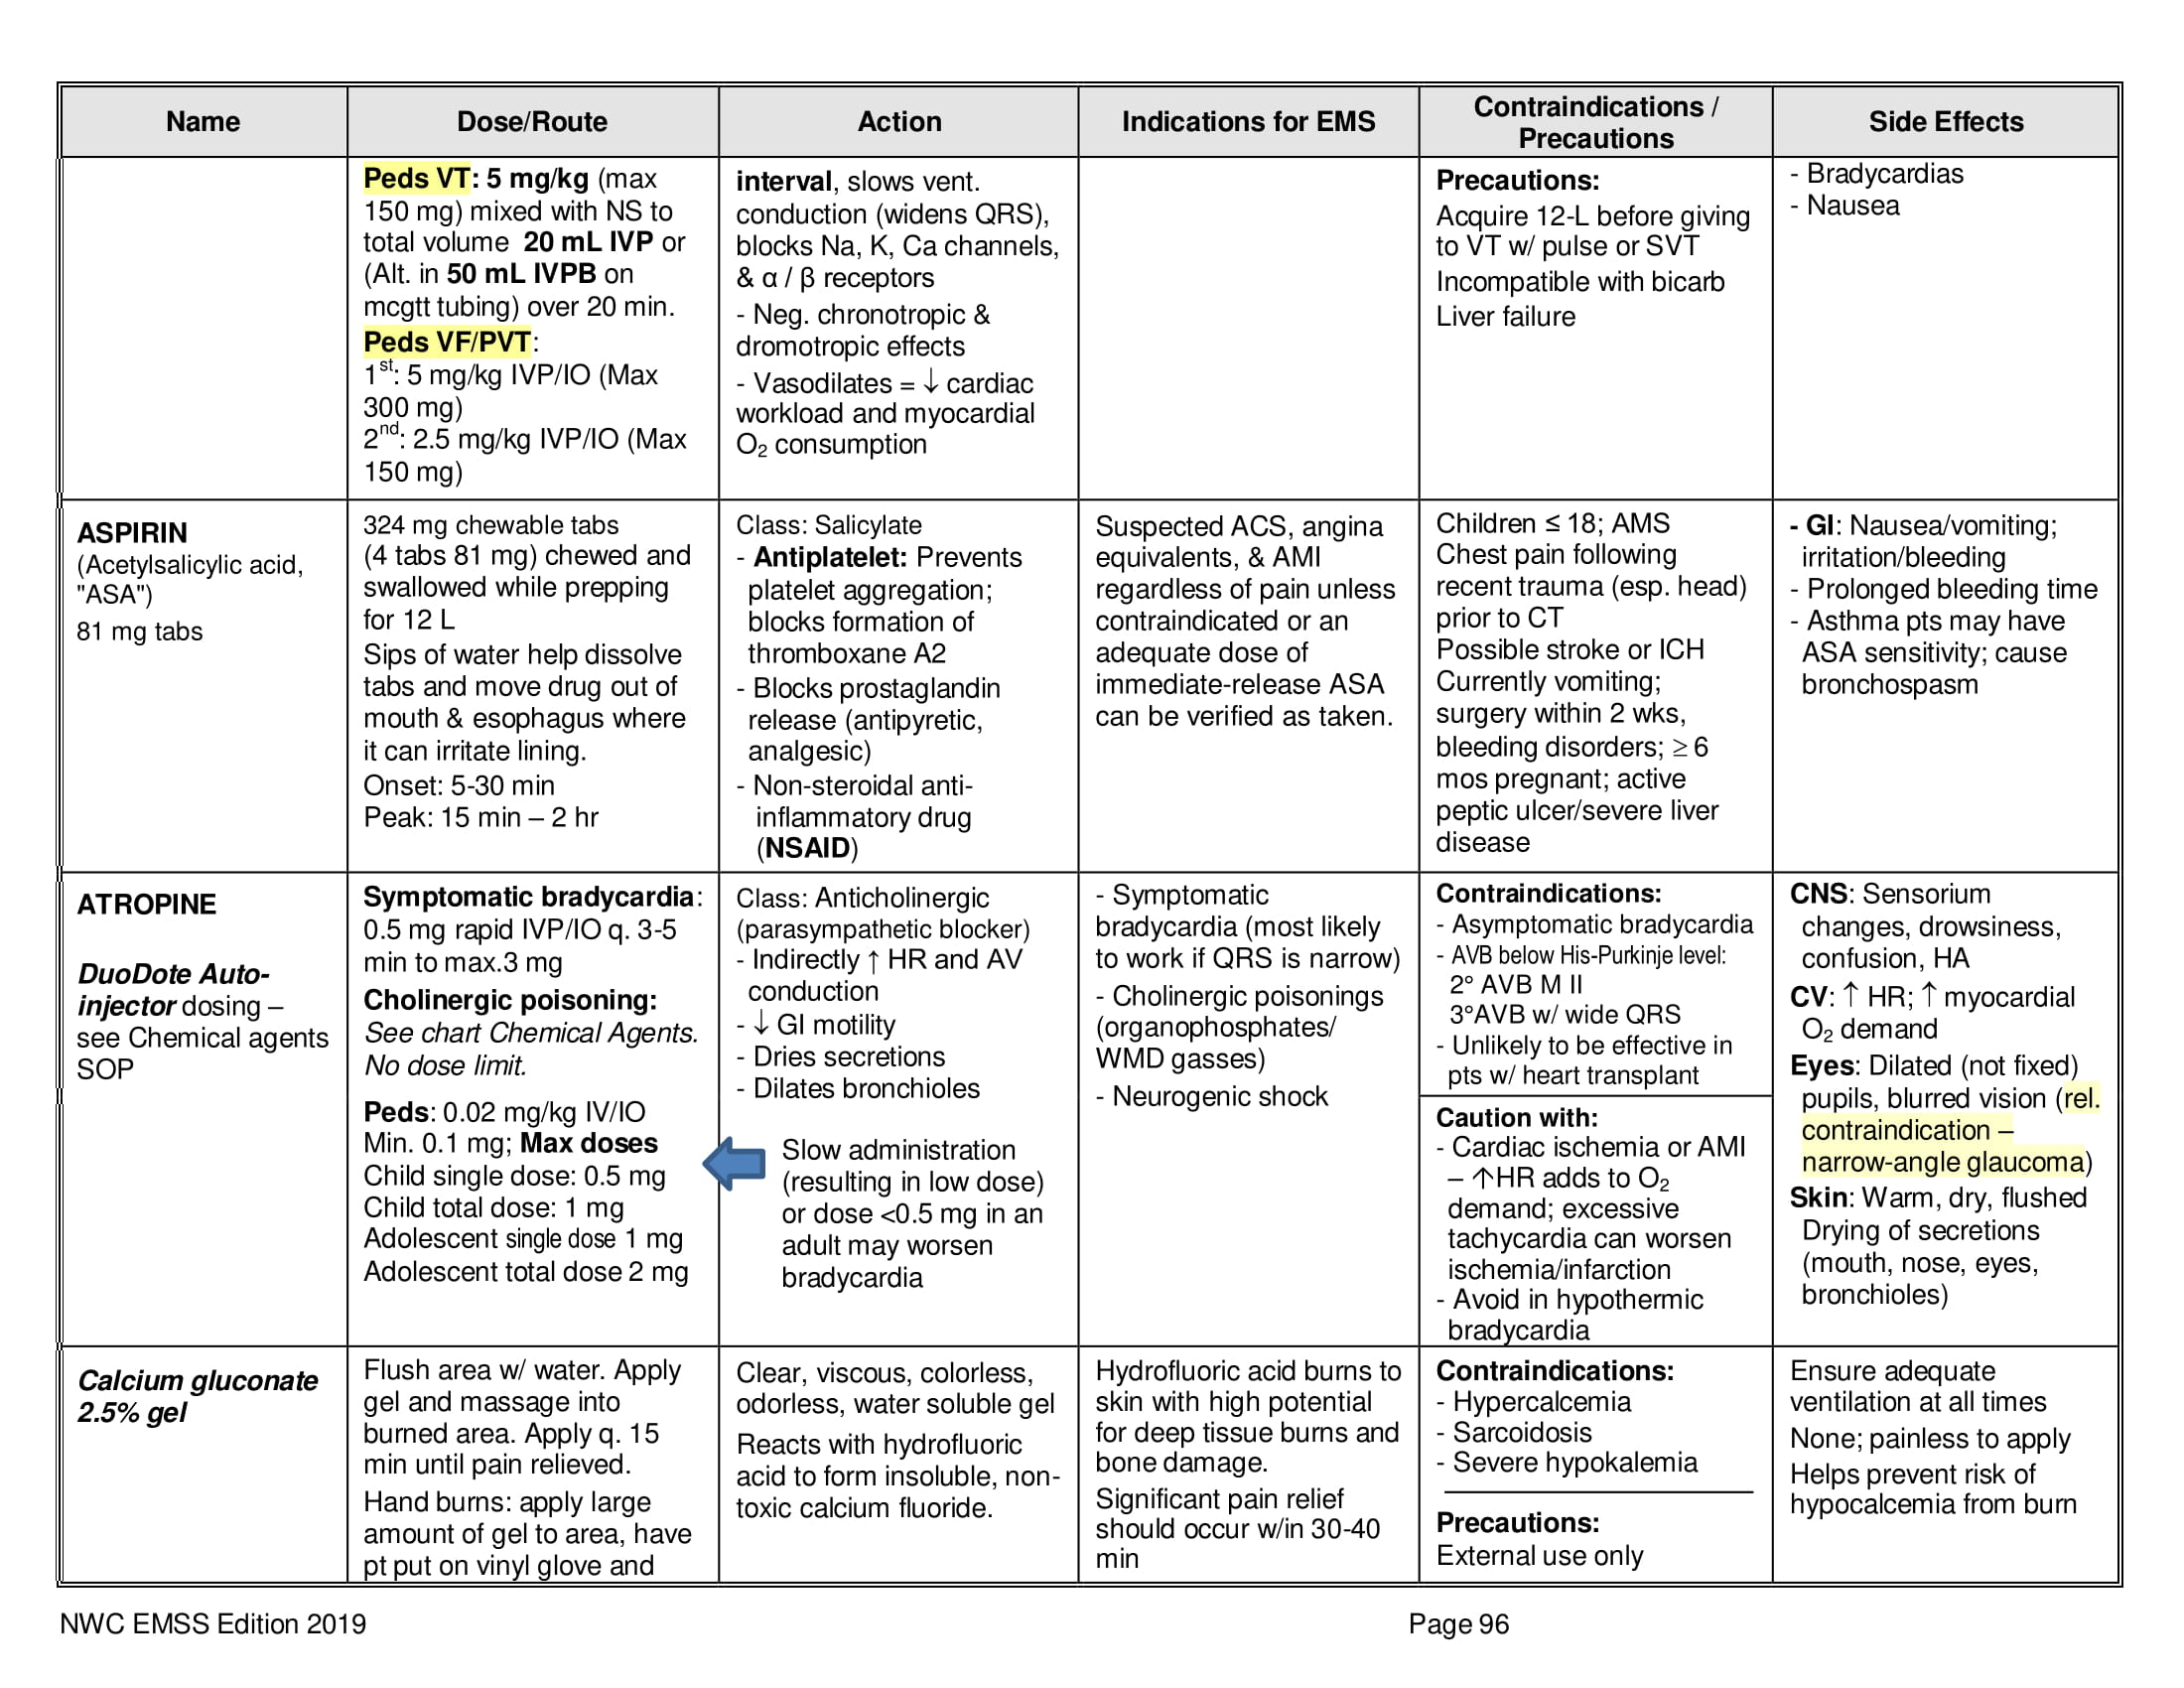 Name
Dose/Route
Action
Indications for EMS
Contraindications /
Precautions
Side Effects
Peds VT: 5 mg/kg (max
150 mg) mixed with NS to
total volume 20 mL IVP or
(Alt. in 50 mL IVPB on
mcgtt tubing) over 20 min.
Peds VF/PVT:
1st: 5 mg/kg IVP/IO (Max
300 mg)
2nd: 2.5 mg/kg IVP/IO (Max
150 mg)
interval, slows vent.
conduction (widens QRS),
blocks Na, K, Ca channels,
& α / β receptors
- Neg. chronotropic &
dromotropic effects
- Vasodilates = ↓ cardiac
workload and myocardial
O2 consumption
Precautions:
Acquire 12-L before giving
to VT w/ pulse or SVT
Incompatible with bicarb
Liver failure
- Bradycardias
- Nausea
ASPIRIN
(Acetylsalicylic acid,
"ASA")
81 mg tabs
324 mg chewable tabs
(4 tabs 81 mg) chewed and
swallowed while prepping
for 12 L
Sips of water help dissolve
tabs and move drug out of
mouth & esophagus where
it can irritate lining.
Onset: 5-30 min
Peak: 15 min – 2 hr
Class: Salicylate
- Antiplatelet: Prevents
platelet aggregation;
blocks formation of
thromboxane A2
- Blocks prostaglandin
release (antipyretic,
analgesic)
- Non-steroidal anti-
inflammatory drug
(NSAID)
Suspected ACS, angina
equivalents, & AMI
regardless of pain unless
contraindicated or an
adequate dose of
immediate-release ASA
can be verified as taken.
Children ≤ 18; AMS
Chest pain following
recent trauma (esp. head)
prior to CT
Possible stroke or ICH
Currently vomiting;
surgery within 2 wks,
bleeding disorders; ≥ 6
mos pregnant; active
peptic ulcer/severe liver
disease
- GI: Nausea/vomiting;
irritation/bleeding
- Prolonged bleeding time
- Asthma pts may have
ASA sensitivity; cause
bronchospasm
ATROPINE
DuoDote Auto-
injector dosing –
see Chemical agents
SOP
Symptomatic bradycardia:
0.5 mg rapid IVP/IO q. 3-5
min to max.3 mg
Cholinergic poisoning:
See chart Chemical Agents.
No dose limit.
Peds: 0.02 mg/kg IV/IO
Min. 0.1 mg; Max doses
Child single dose: 0.5 mg
Child total dose: 1 mg
Adolescent single dose 1 mg
Adolescent total dose 2 mg
Class: Anticholinergic
(parasympathetic blocker)
- Indirectly ↑ HR and AV
conduction
- ↓ GI motility
- Dries secretions
- Dilates bronchioles
Slow administration
(resulting in low dose)
or dose <0.5 mg in an
adult may worsen
bradycardia
- Symptomatic
bradycardia (most likely
to work if QRS is narrow)
- Cholinergic poisonings
(organophosphates/
WMD gasses)
- Neurogenic shock
Contraindications:
- Asymptomatic bradycardia
- AVB below His-Purkinje level:
2° AVB M II
3°AVB w/ wide QRS
- Unlikely to be effective in
pts w/ heart transplant
Caution with:
- Cardiac ischemia or AMI
– ↑HR adds to O2
demand; excessive
tachycardia can worsen
ischemia/infarction
- Avoid in hypothermic
bradycardia
CNS: Sensorium
changes, drowsiness,
confusion, HA
CV: ↑ HR; ↑ myocardial
O2 demand
Eyes: Dilated (not fixed)
pupils, blurred vision (rel.
contraindication –
narrow-angle glaucoma)
Skin: Warm, dry, flushed
Drying of secretions
(mouth, nose, eyes,
bronchioles)
Calcium gluconate
2.5% gel
Flush area w/ water. Apply
gel and massage into
burned area. Apply q. 15
min until pain relieved.
Hand burns: apply large
amount of gel to area, have
pt put on vinyl glove and
Clear, viscous, colorless,
odorless, water soluble gel
Reacts with hydrofluoric
acid to form insoluble, non-
toxic calcium fluoride.
Hydrofluoric acid burns to
skin with high potential
for deep tissue burns and
bone damage.
Significant pain relief
should occur w/in 30-40
min
Contraindications:
- Hypercalcemia
- Sarcoidosis
- Severe hypokalemia
Precautions:
External use only
Ensure adequate
ventilation at all times
None; painless to apply
Helps prevent risk of
hypocalcemia from burn
NWC EMSS Edition 2019
Page 96